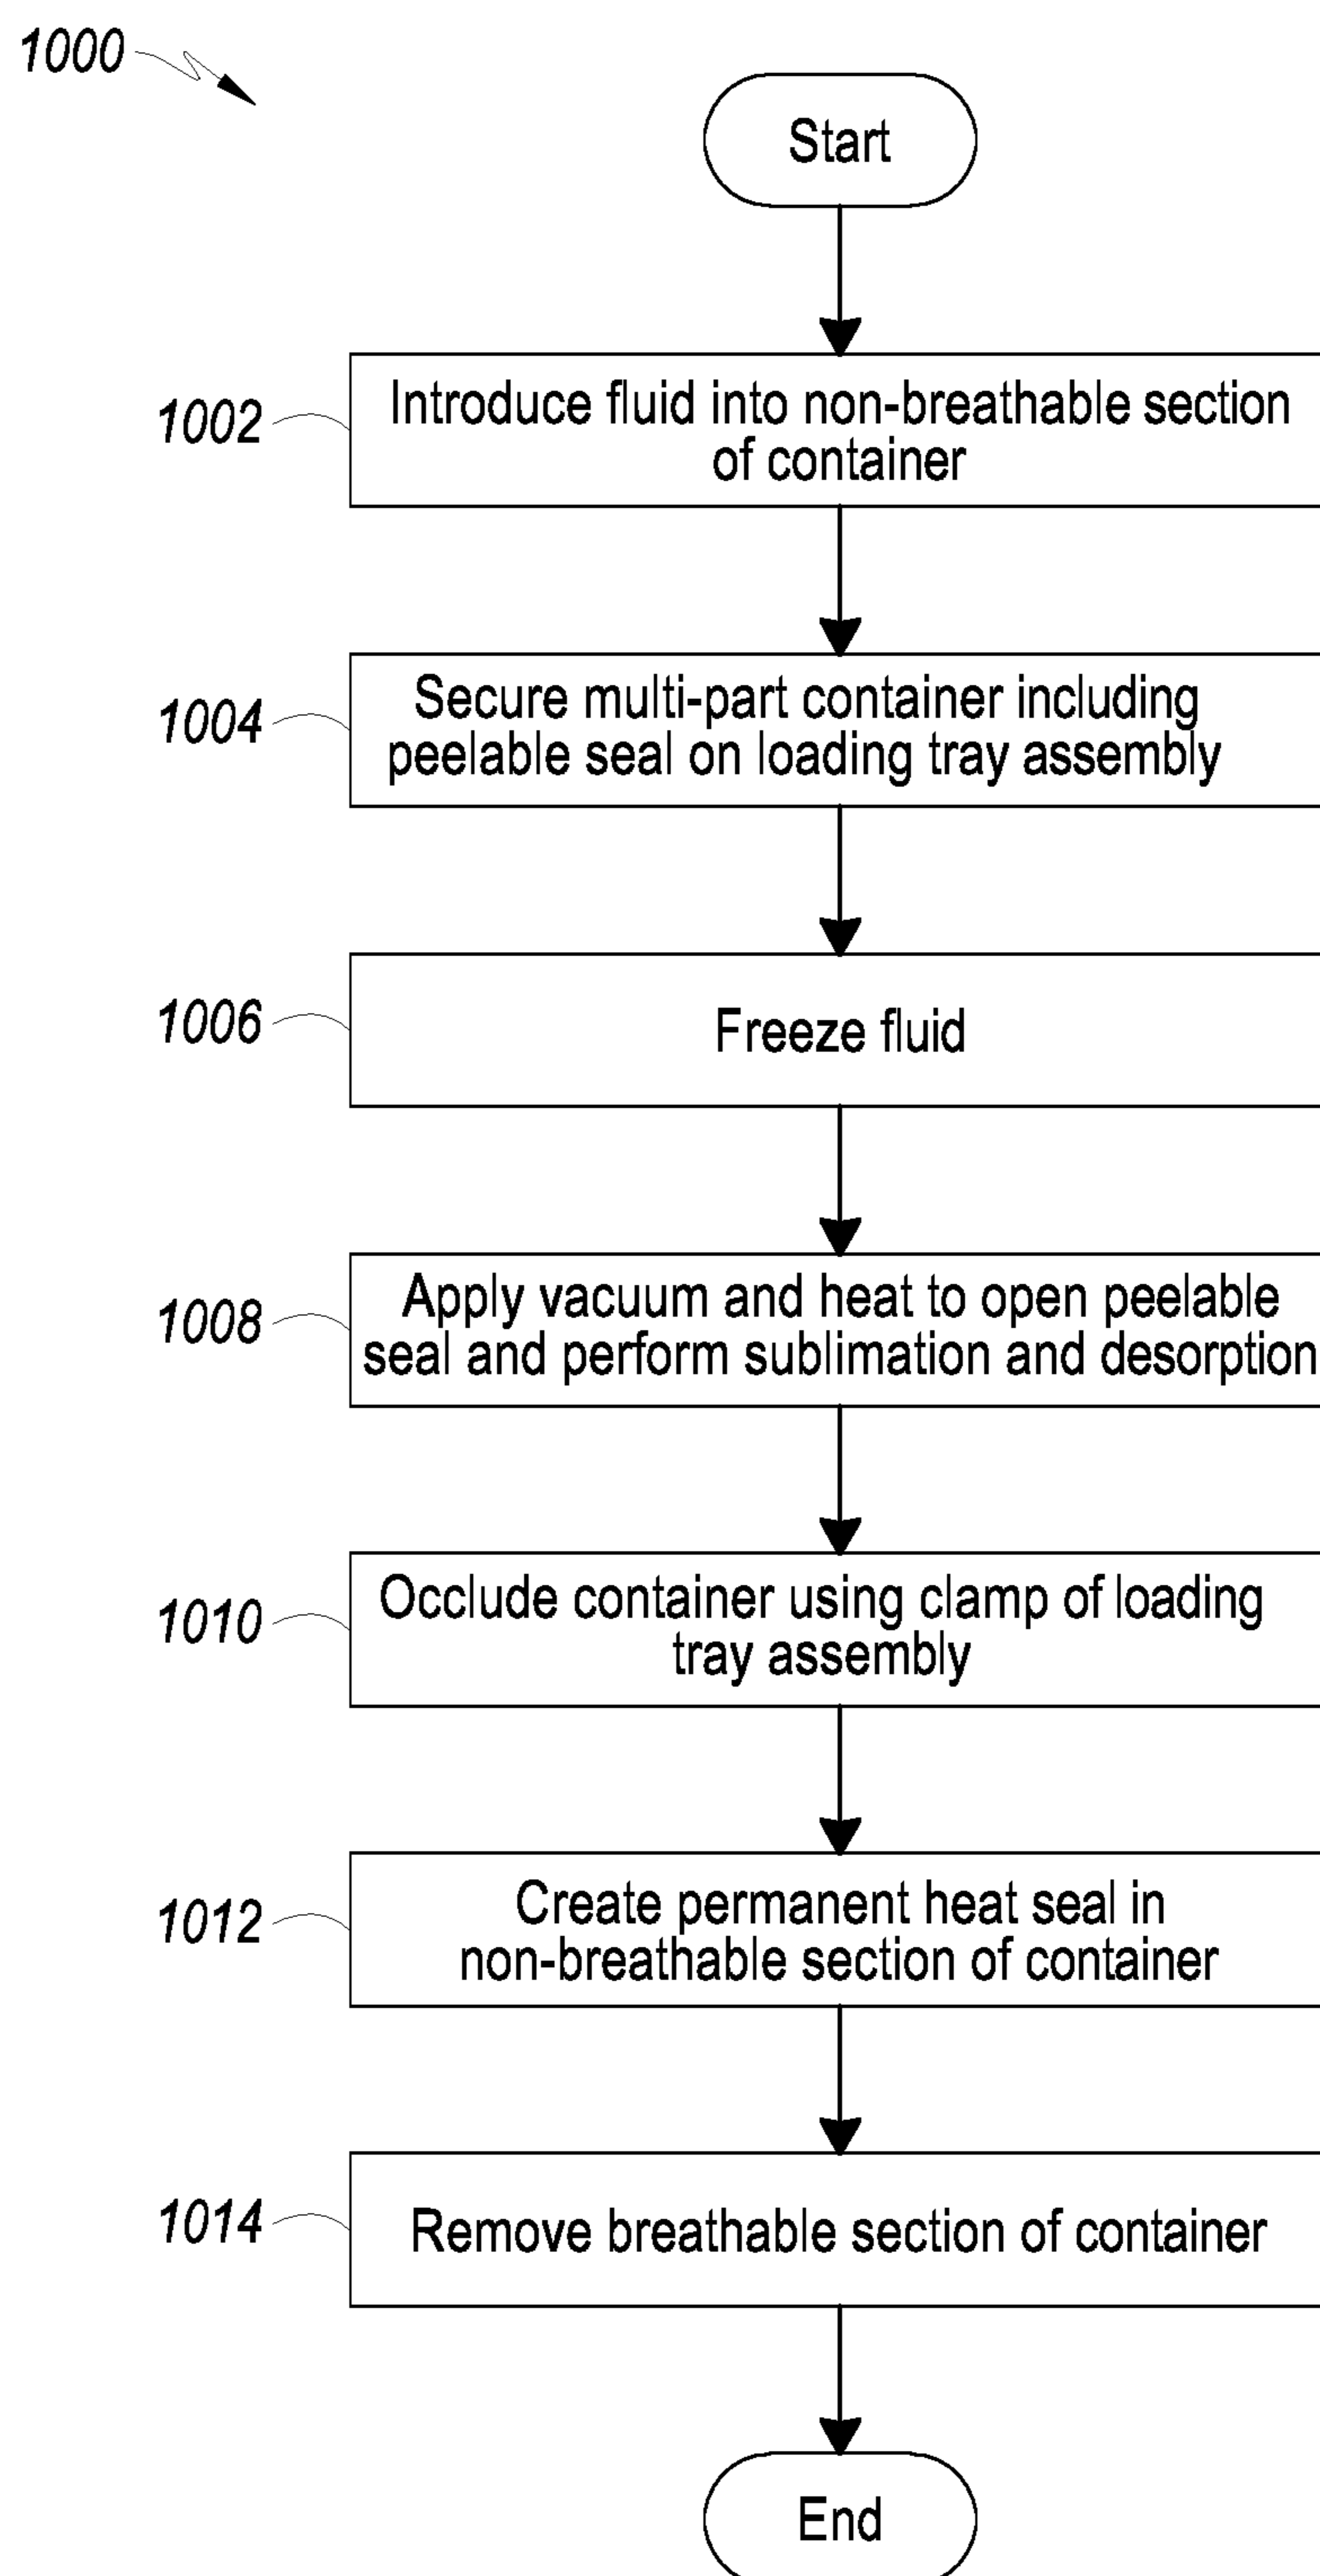 1000
Start
1002
Introduce fluid into non-breathable section
of container
1004
Secure multi-part container including
peelable seal on loading tray assembly
1006
Freeze fluid
1008
Apply vacuum and heat to open peelable
seal and perform sublimation and desorption
1010
Occlude container using clamp of loading
tray assembly
1012
Create permanent heat seal in
non-breathable section of container
1014
Remove breathable section of container
End